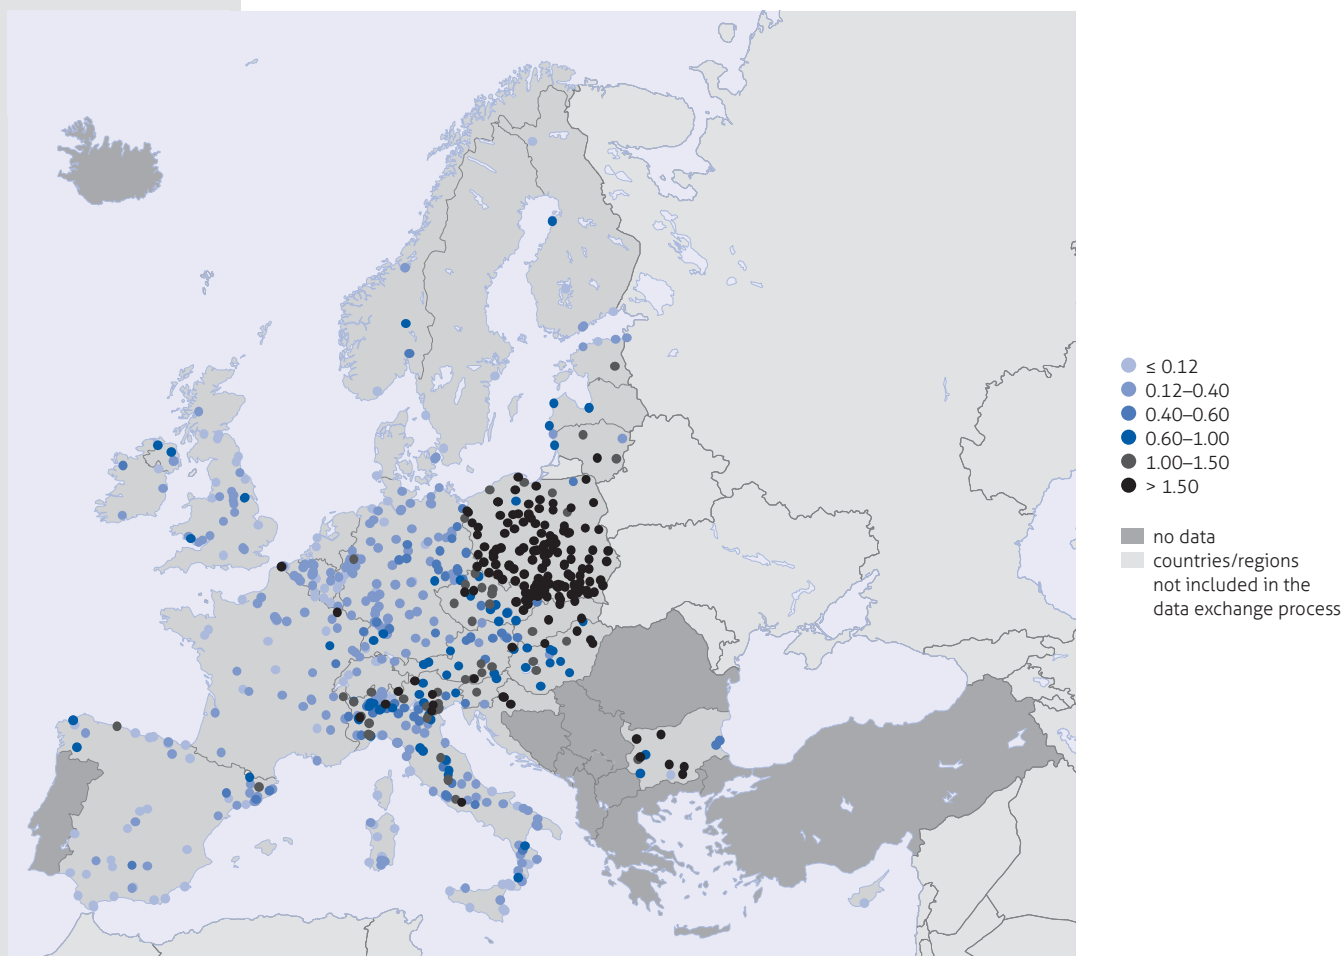 ≤ 0.12
0.12–0.40
0.40–0.60
0.60–1.00
1.00–1.50
> 1.50
no data
countries/regions
not included in the
data exchange process